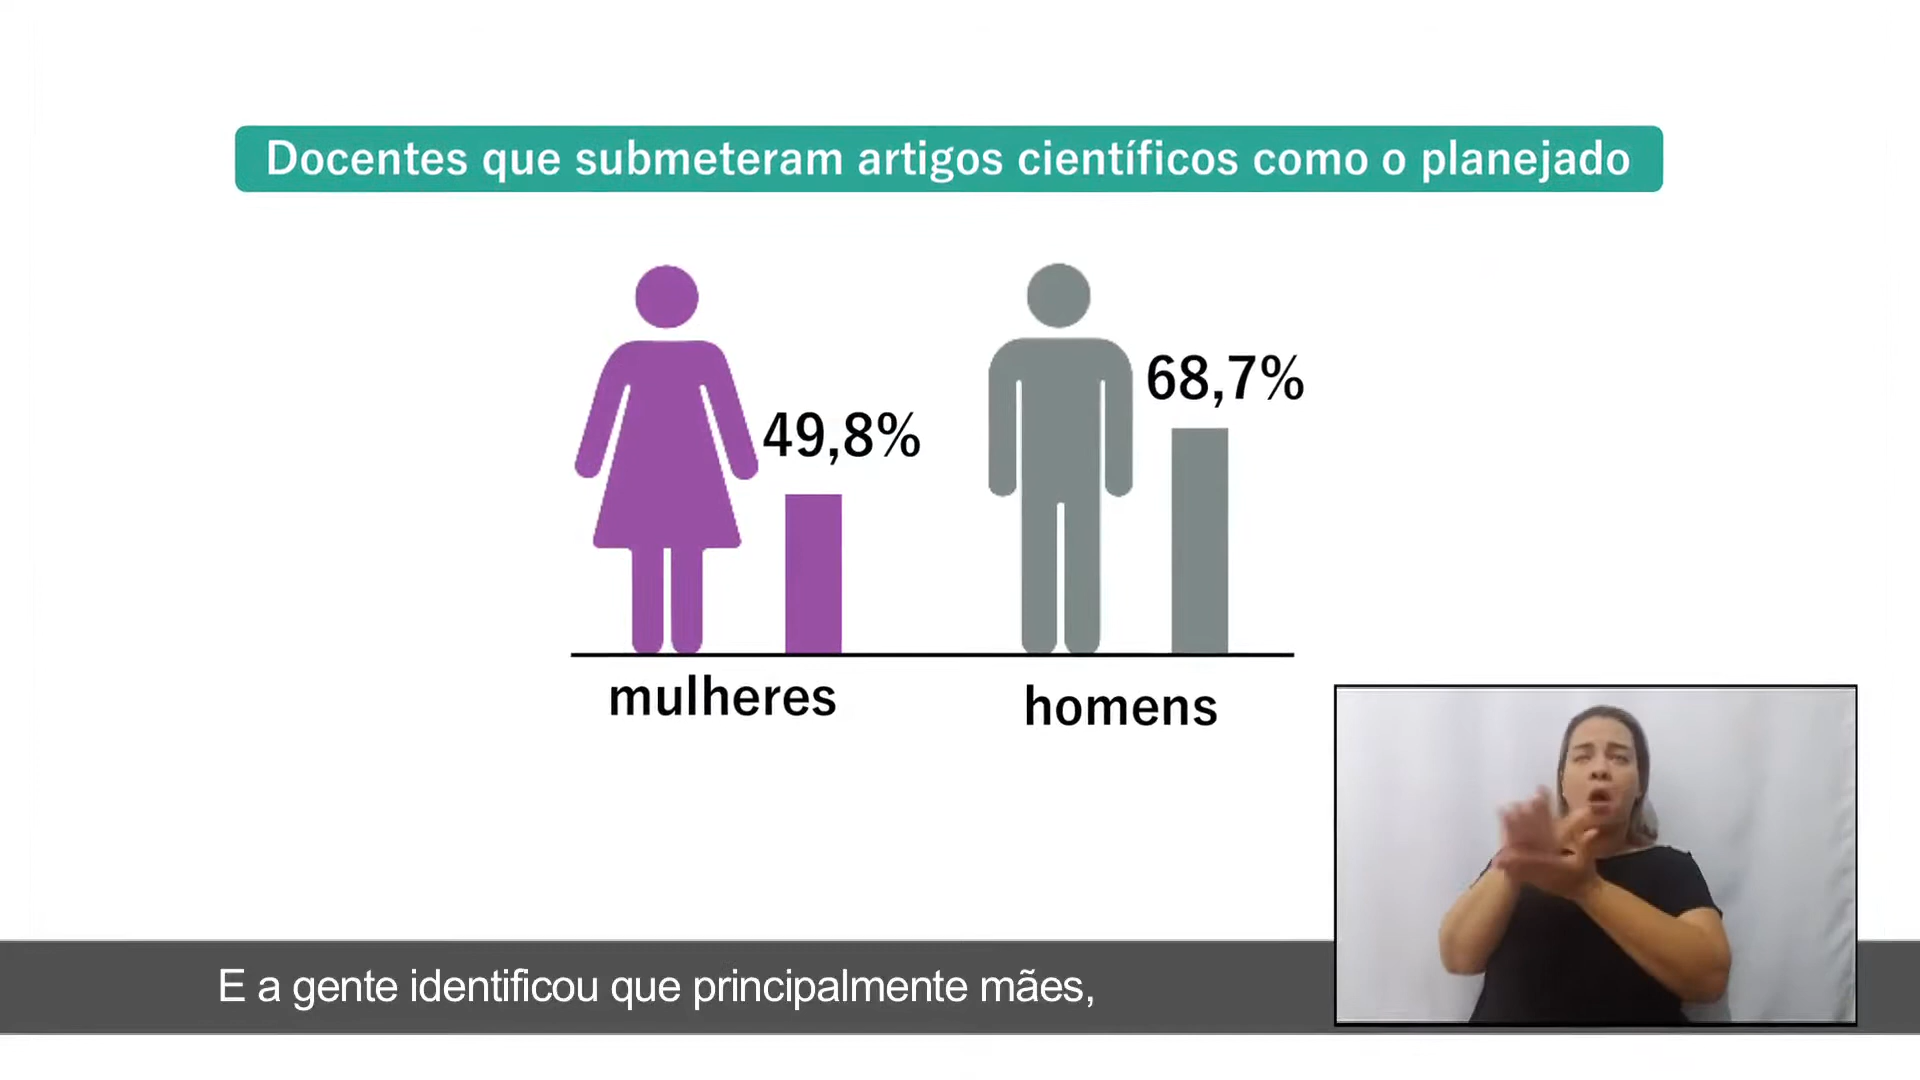 Docentes que submeteram artigos científicos como o planejado
49,8%
68,7%
mulheres
homens
E a gente identificou que principalmente mães,